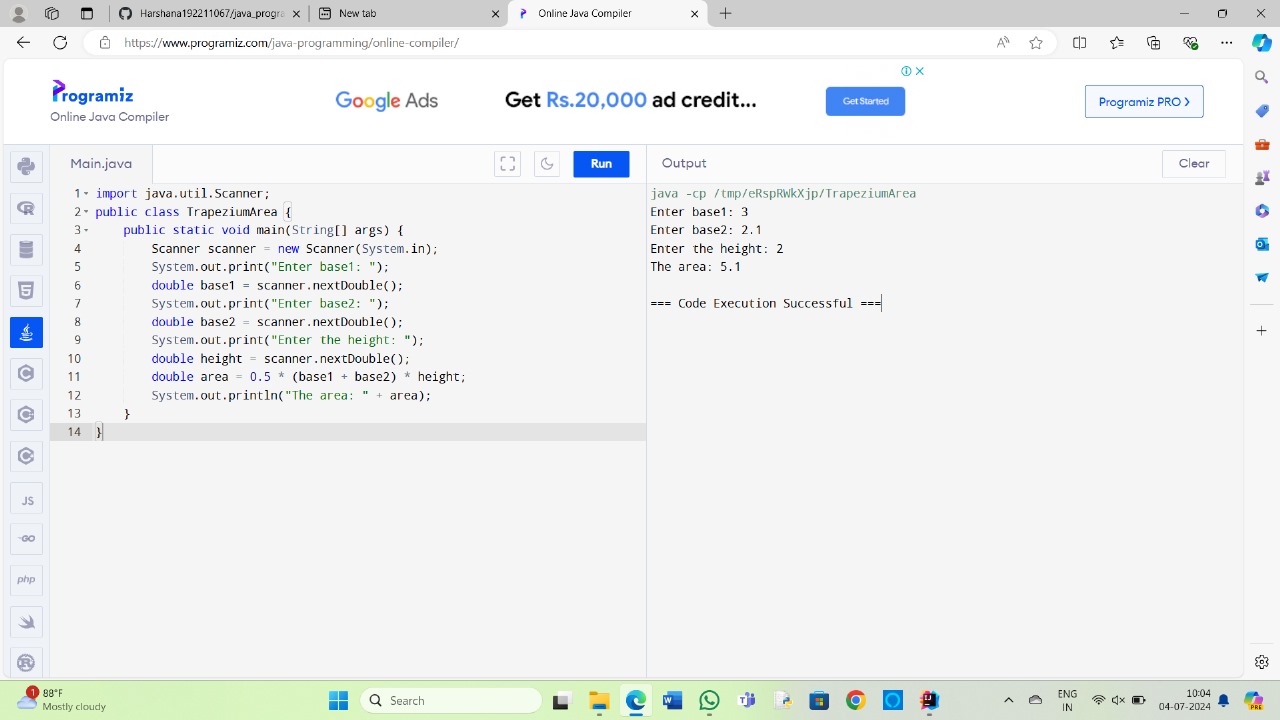 Harshana192211067/java_progra
New tab
Online Java Compiler
https://www.programiz.com/java-programming/online-compiler/
Programiz
Online Java Compiler
Google Ads
Get Rs.20,000 ad credit...
Get Started
Programiz PRO
Main.java
Run
Output
Clear
1 import java.util.Scanner;
2 public class TrapeziumArea {
3 public static void main(String[] args) {
4 Scanner scanner = new Scanner(System.in);
5 System.out.print("Enter base1: ");
6 double base1 = scanner.nextDouble();
7 System.out.print("Enter base2: ");
8 double base2 = scanner.nextDouble();
9 System.out.print("Enter the height: ");
10 double height = scanner.nextDouble();
11 double area = 0.5 * (base1 + base2) * height;
12 System.out.println("The area: " + area);
13 }
14 }
java -cp /tmp/eRspRWkXjp/TrapeziumArea
Enter base1: 3
Enter base2: 2.1
Enter the height: 2
The area: 5.1
=== Code Execution Successful ===
JS
GO
php
1
88°F
Mostly cloudy
Search
ENG
IN
10:04
04-07-2024
PRE